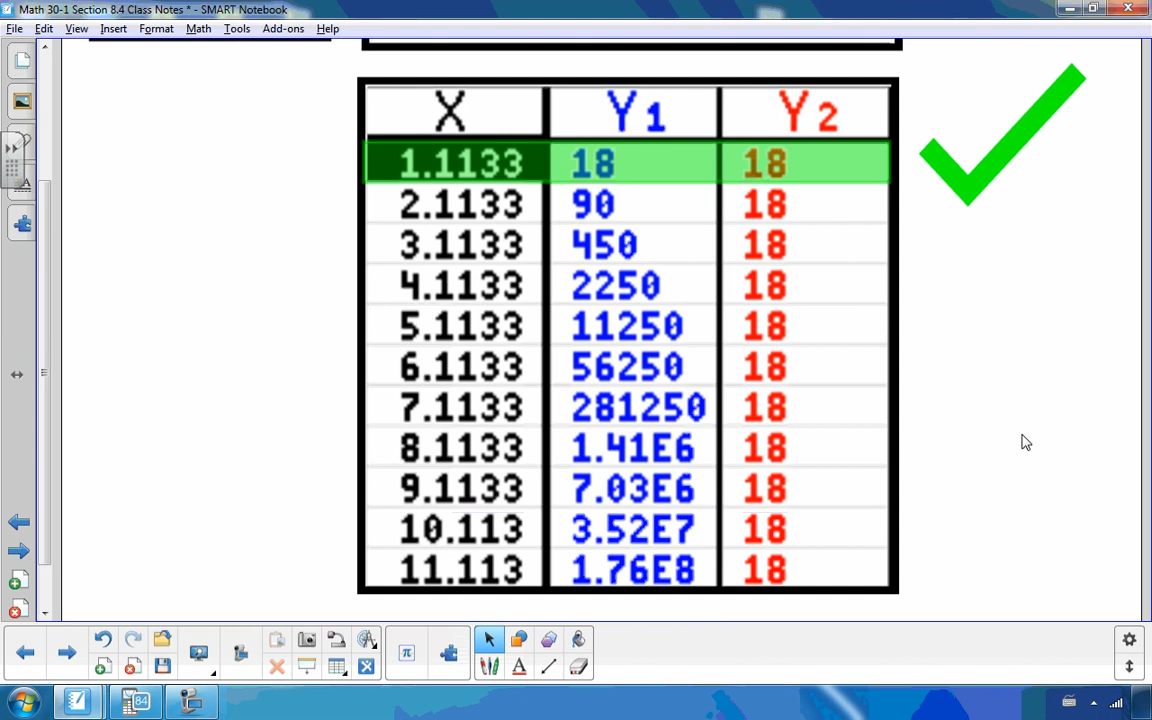 Math 30-1 Section 8.4 Class Notes * - SMART Notebook
File Edit View Insert Format Math Tools Add-ons Help
X Y1 Y2
1.1133 18 18
2.1133 90 18
3.1133 450 18
4.1133 2250 18
5.1133 11250 18
6.1133 56250 18
7.1133 281250 18
8.1133 1.41E6 18
9.1133 7.03E6 18
10.113 3.52E7 18
11.113 1.76E8 18
π
A
84